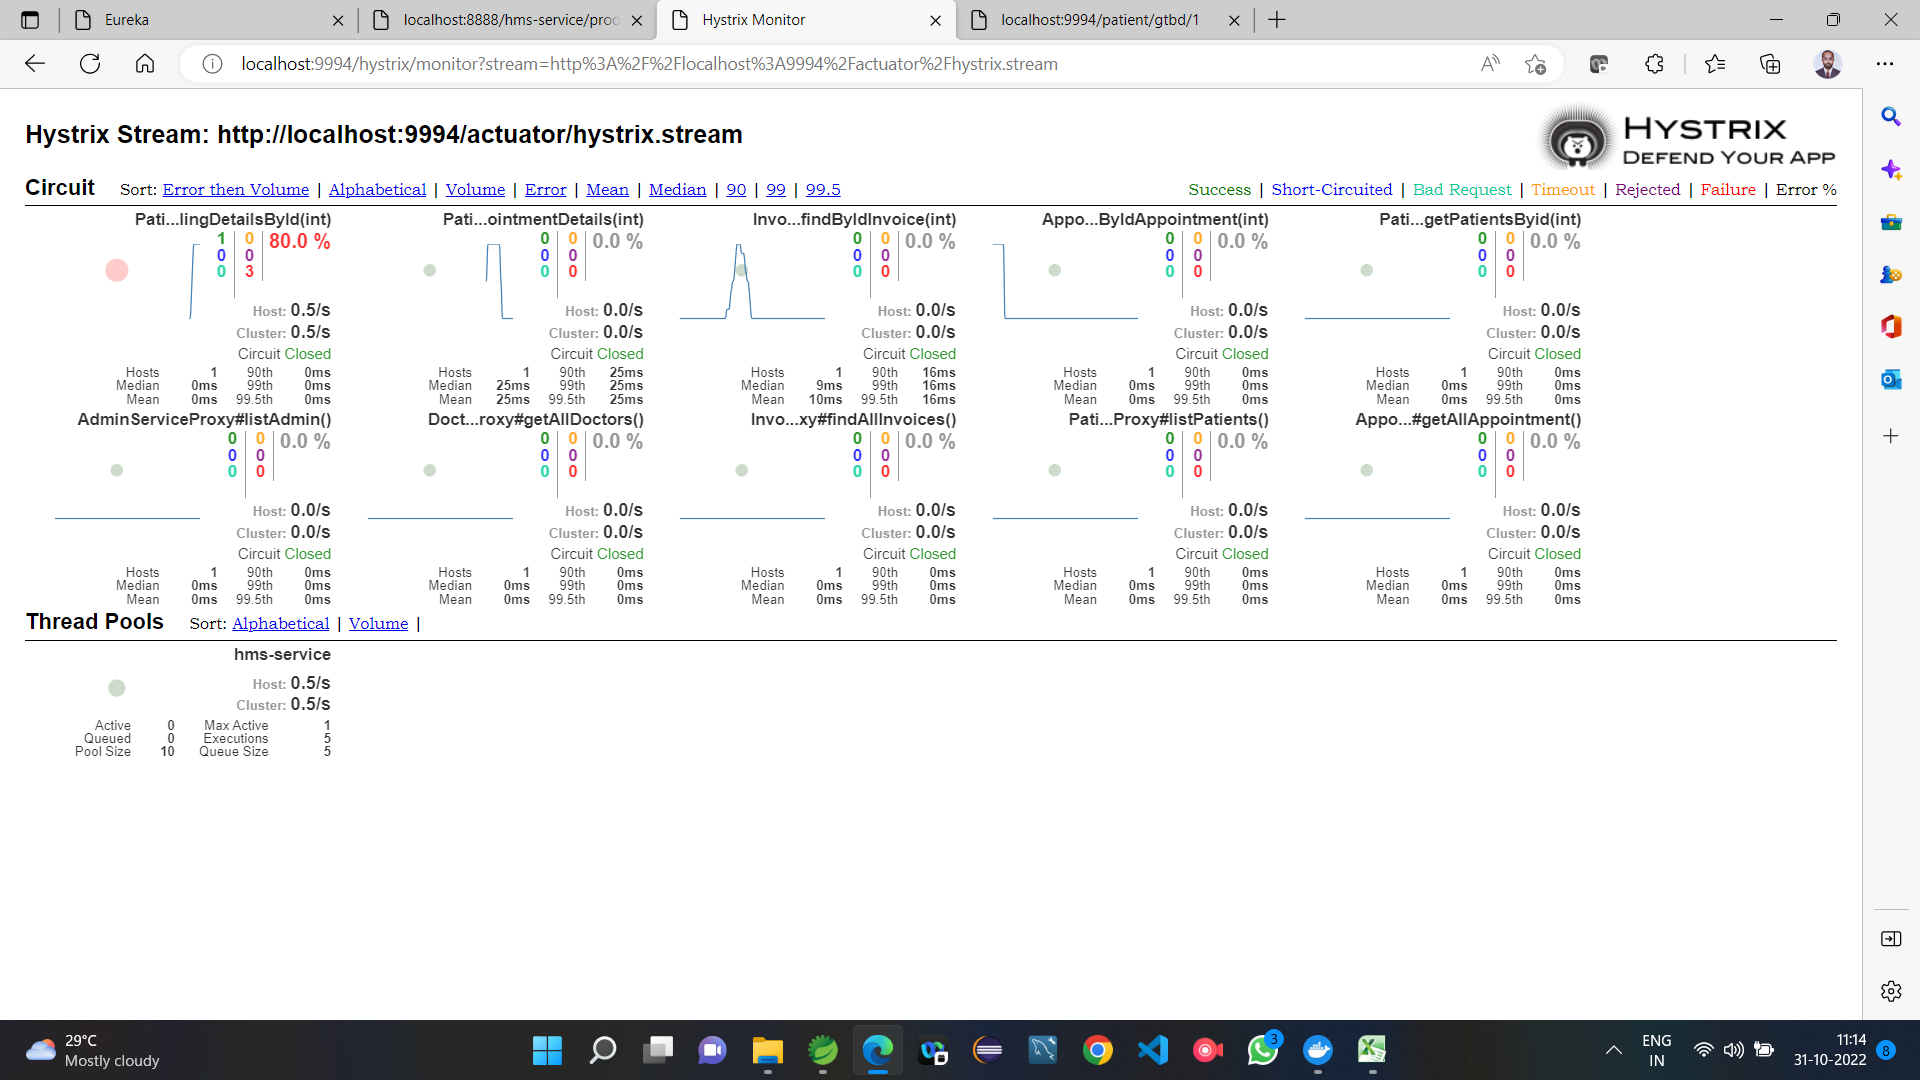 Eureka
localhost:8888/hms-service/prod
Hystrix Monitor
localhost:9994/patient/gtbd/1
localhost:9994/hystrix/monitor?stream=http%3A%2F%2Flocalhost%3A9994%2Factuator%2Fhystrix.stream
Hystrix Stream: http://localhost:9994/actuator/hystrix.stream
HYSTRIX
DEFEND YOUR APP
Circuit Sort: Error then Volume | Alphabetical | Volume | Error | Mean | Median | 90 | 99 | 99.5
Success | Short-Circuited | Bad Request | Timeout | Rejected | Failure | Error %
Pati...lingDetailsById(int)
1 0 80.0 %
0 0
0 3
Host: 0.5/s
Cluster: 0.5/s
Circuit Closed
Hosts 1 90th 0ms
Median 0ms 99th 0ms
Mean 0ms 99.5th 0ms
Pati...ointmentDetails(int)
0 0 0.0 %
0 0
0 0
Host: 0.0/s
Cluster: 0.0/s
Circuit Closed
Hosts 1 90th 25ms
Median 25ms 99th 25ms
Mean 25ms 99.5th 25ms
Invo...findByIdInvoice(int)
0 0 0.0 %
0 0
0 0
Host: 0.0/s
Cluster: 0.0/s
Circuit Closed
Hosts 1 90th 16ms
Median 9ms 99th 16ms
Mean 10ms 99.5th 16ms
Appo...ByIdAppointment(int)
0 0 0.0 %
0 0
0 0
Host: 0.0/s
Cluster: 0.0/s
Circuit Closed
Hosts 1 90th 0ms
Median 0ms 99th 0ms
Mean 0ms 99.5th 0ms
Pati...getPatientsByid(int)
0 0 0.0 %
0 0
0 0
Host: 0.0/s
Cluster: 0.0/s
Circuit Closed
Hosts 1 90th 0ms
Median 0ms 99th 0ms
Mean 0ms 99.5th 0ms
AdminServiceProxy#listAdmin()
0 0 0.0 %
0 0
0 0
Host: 0.0/s
Cluster: 0.0/s
Circuit Closed
Hosts 1 90th 0ms
Median 0ms 99th 0ms
Mean 0ms 99.5th 0ms
Doct...roxy#getAllDoctors()
0 0 0.0 %
0 0
0 0
Host: 0.0/s
Cluster: 0.0/s
Circuit Closed
Hosts 1 90th 0ms
Median 0ms 99th 0ms
Mean 0ms 99.5th 0ms
Invo...xy#findAllInvoices()
0 0 0.0 %
0 0
0 0
Host: 0.0/s
Cluster: 0.0/s
Circuit Closed
Hosts 1 90th 0ms
Median 0ms 99th 0ms
Mean 0ms 99.5th 0ms
Pati...Proxy#listPatients()
0 0 0.0 %
0 0
0 0
Host: 0.0/s
Cluster: 0.0/s
Circuit Closed
Hosts 1 90th 0ms
Median 0ms 99th 0ms
Mean 0ms 99.5th 0ms
Appo...#getAllAppointment()
0 0 0.0 %
0 0
0 0
Host: 0.0/s
Cluster: 0.0/s
Circuit Closed
Hosts 1 90th 0ms
Median 0ms 99th 0ms
Mean 0ms 99.5th 0ms
Thread Pools Sort: Alphabetical | Volume |
hms-service
Host: 0.5/s
Cluster: 0.5/s
Active 0 Max Active 1
Queued 0 Executions 5
Pool Size 10 Queue Size 5
29°C
Mostly cloudy
3
ENG
IN
11:14
31-10-2022
8